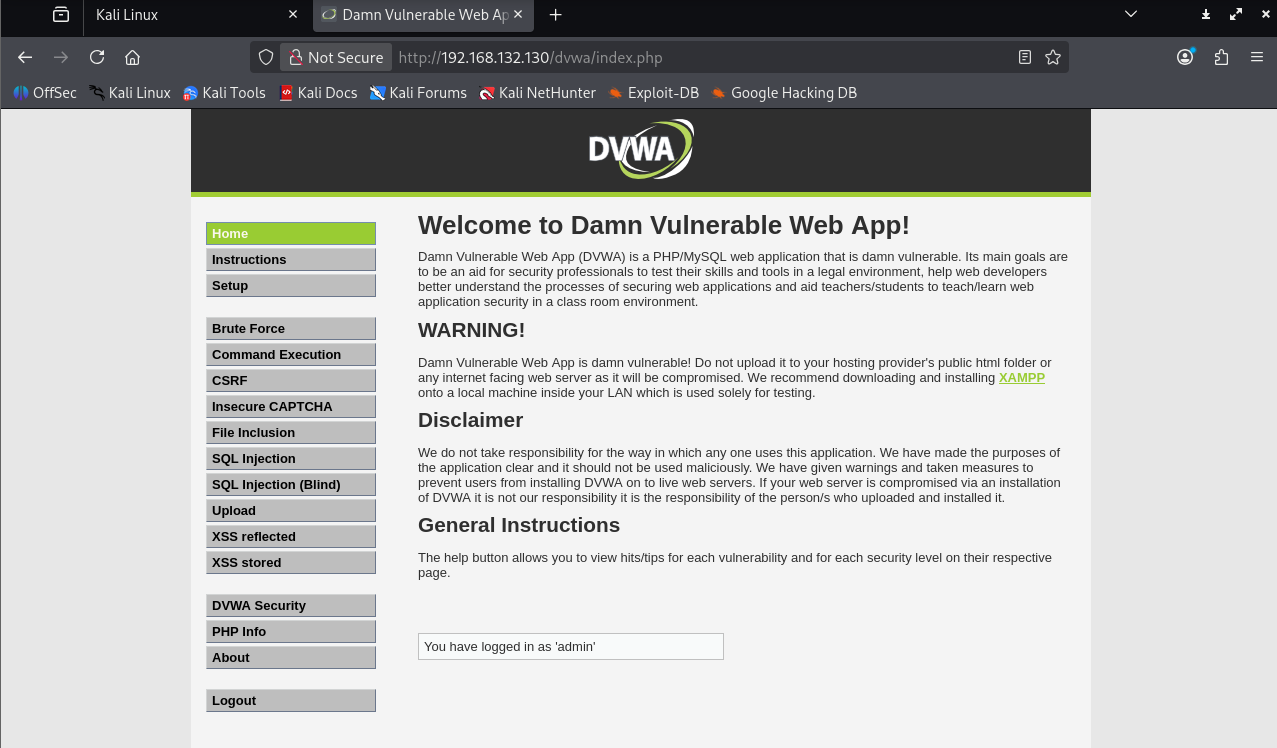 Kali Linux
Damn Vulnerable Web Ap
Not Secure
http://192.168.132.130/dvwa/index.php
OffSec
Kali Linux
Kali Tools
Kali Docs
Kali Forums
Kali NetHunter
Exploit-DB
Google Hacking DB
DVWA
Home
Instructions
Setup
Brute Force
Command Execution
CSRF
Insecure CAPTCHA
File Inclusion
SQL Injection
SQL Injection (Blind)
Upload
XSS reflected
XSS stored
DVWA Security
PHP Info
About
Logout
Welcome to Damn Vulnerable Web App!
Damn Vulnerable Web App (DVWA) is a PHP/MySQL web application that is damn vulnerable. Its main goals are
to be an aid for security professionals to test their skills and tools in a legal environment, help web developers
better understand the processes of securing web applications and aid teachers/students to teach/learn web
application security in a class room environment.
WARNING!
Damn Vulnerable Web App is damn vulnerable! Do not upload it to your hosting provider's public html folder or
any internet facing web server as it will be compromised. We recommend downloading and installing XAMPP
onto a local machine inside your LAN which is used solely for testing.
Disclaimer
We do not take responsibility for the way in which any one uses this application. We have made the purposes of
the application clear and it should not be used maliciously. We have given warnings and taken measures to
prevent users from installing DVWA on to live web servers. If your web server is compromised via an installation
of DVWA it is not our responsibility it is the responsibility of the person/s who uploaded and installed it.
General Instructions
The help button allows you to view hits/tips for each vulnerability and for each security level on their respective
page.
You have logged in as 'admin'